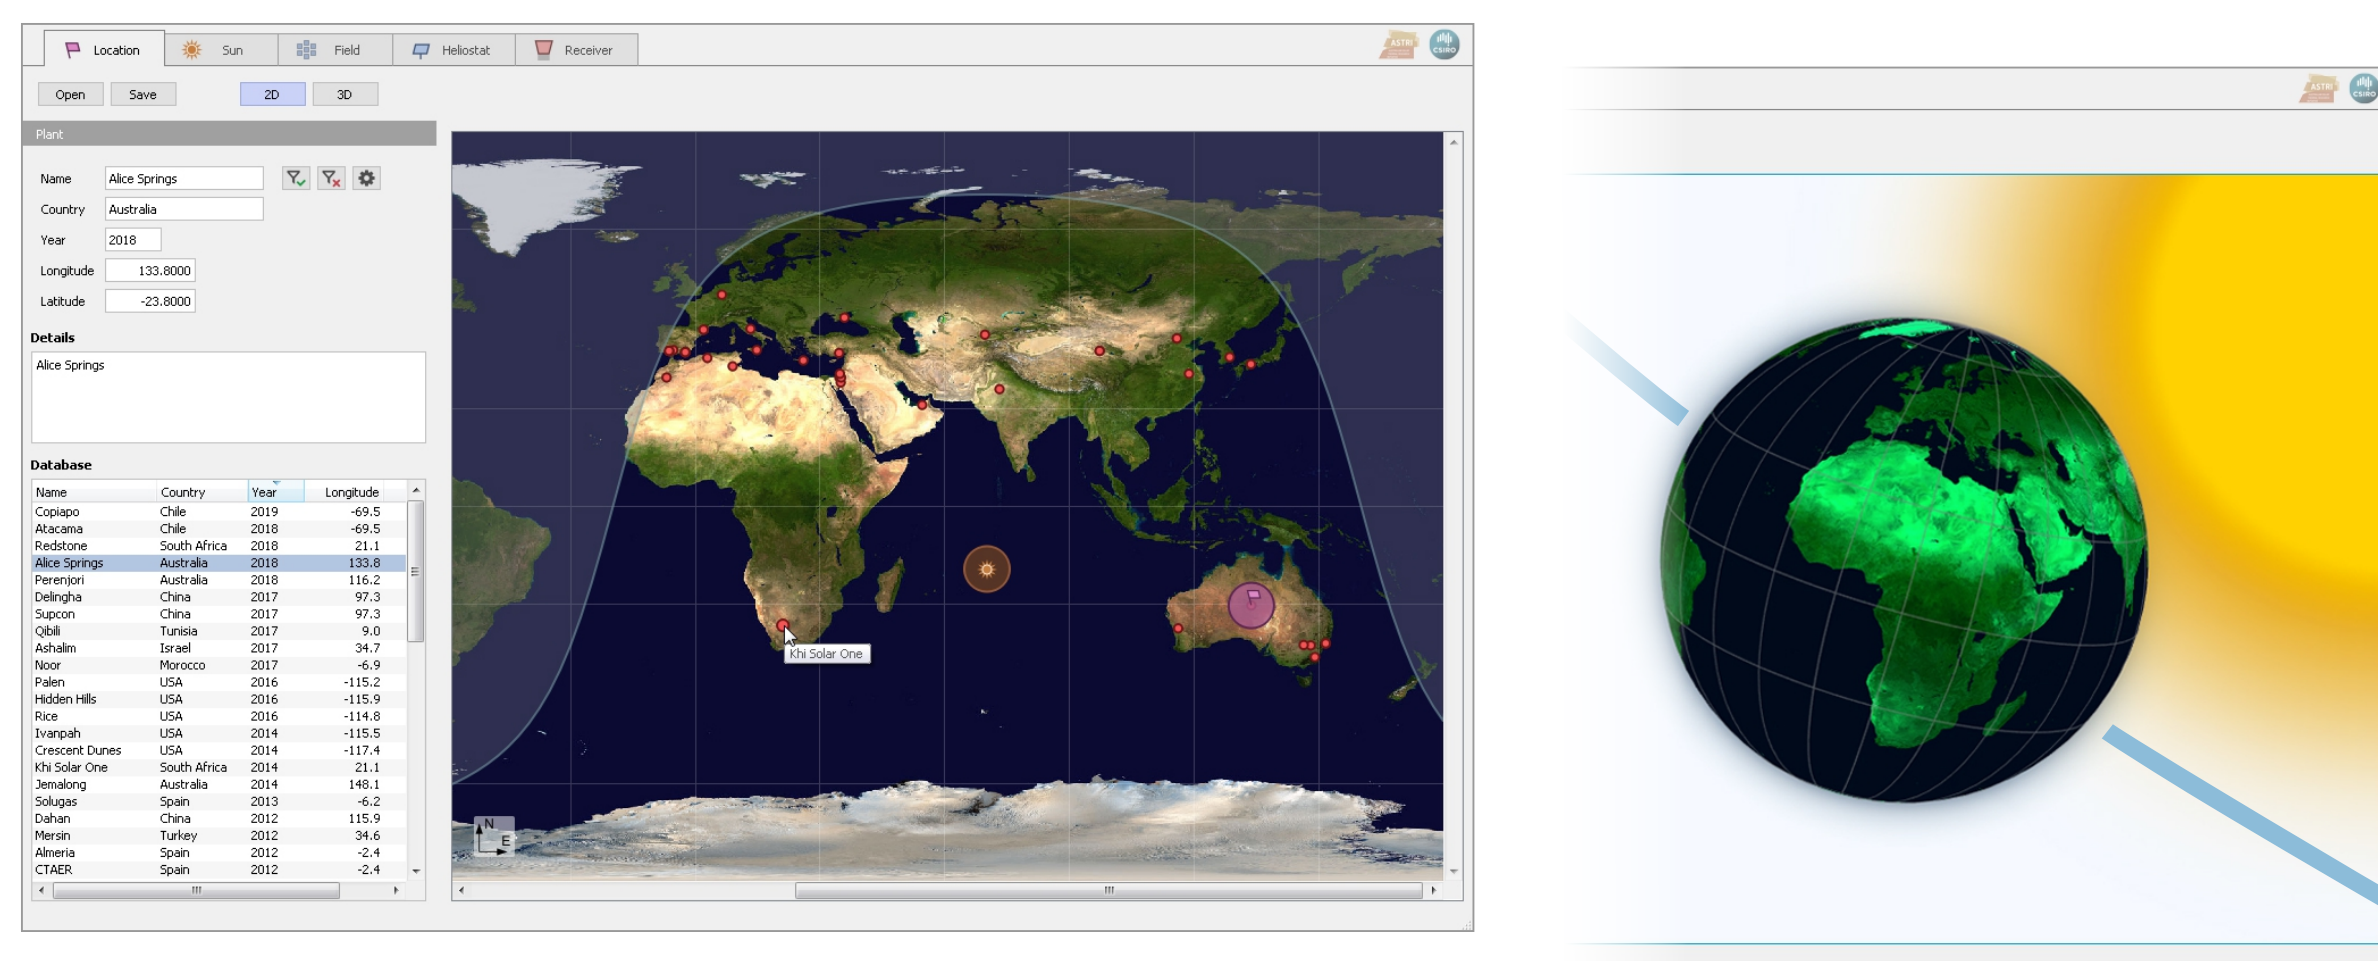 Location Sun Field Heliostat Receiver ASTRI CSIRO
Open Save 2D 3D
Plant
Name Alice Springs
Country Australia
Year 2018
Longitude 133.8000
Latitude -23.8000
Details
Alice Springs
Database
Name Country Year Longitude
Copiapo Chile 2019 -69.5
Atacama Chile 2018 -69.5
Redstone South Africa 2018 21.1
Alice Springs Australia 2018 133.8
Perenjori Australia 2018 116.2
Delingha China 2017 97.3
Supcon China 2017 97.3
Qibili Tunisia 2017 9.0
Ashalim Israel 2017 34.7
Noor Morocco 2017 -6.9
Palen USA 2016 -115.2
Hidden Hills USA 2016 -115.9
Rice USA 2016 -114.8
Ivanpah USA 2014 -115.5
Crescent Dunes USA 2014 -117.4
Khi Solar One South Africa 2014 21.1
Jemalong Australia 2014 148.1
Solugas Spain 2013 -6.2
Dahan China 2012 115.9
Mersin Turkey 2012 34.6
Almeria Spain 2012 -2.4
CTAER Spain 2012 -2.4
Khi Solar One
N
E
ASTRI CSIRO